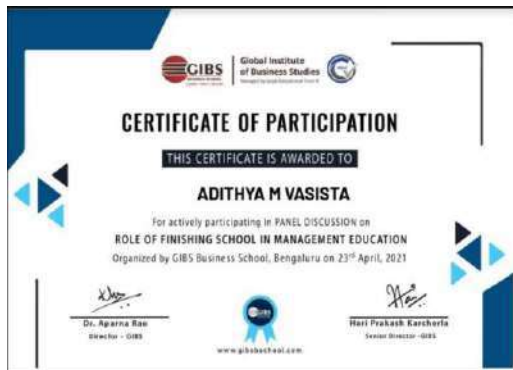 GIBS
Global Institute
of Business Studies
CERTIFICATE OF PARTICIPATION
THIS CERTIFICATE IS AWARDED TO
ADITHYA M VASISTA
For actively participating in PANEL DISCUSSION on
ROLE OF FINISHING SCHOOL IN MANAGEMENT EDUCATION
Organized by GIBS Business School, Bengaluru on 23rd April, 2021
Dr. Aparna Rao
Director - GIBS
GIBS
Hari Prakash Karcherla
Senior Director -GIBS
www.gibsbschool.com